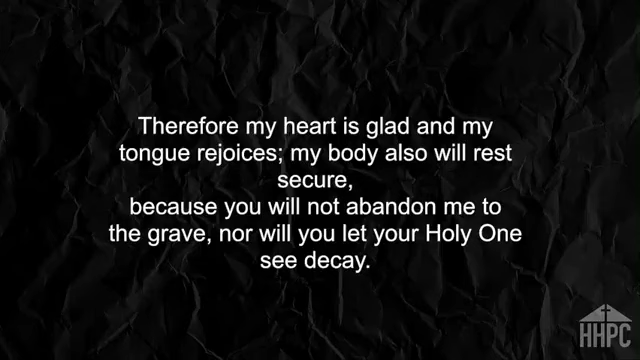 Therefore my heart is glad and my
tongue rejoices; my body also will rest
secure,
because you will not abandon me to
the grave, nor will you let your Holy One
see decay.
HHPC